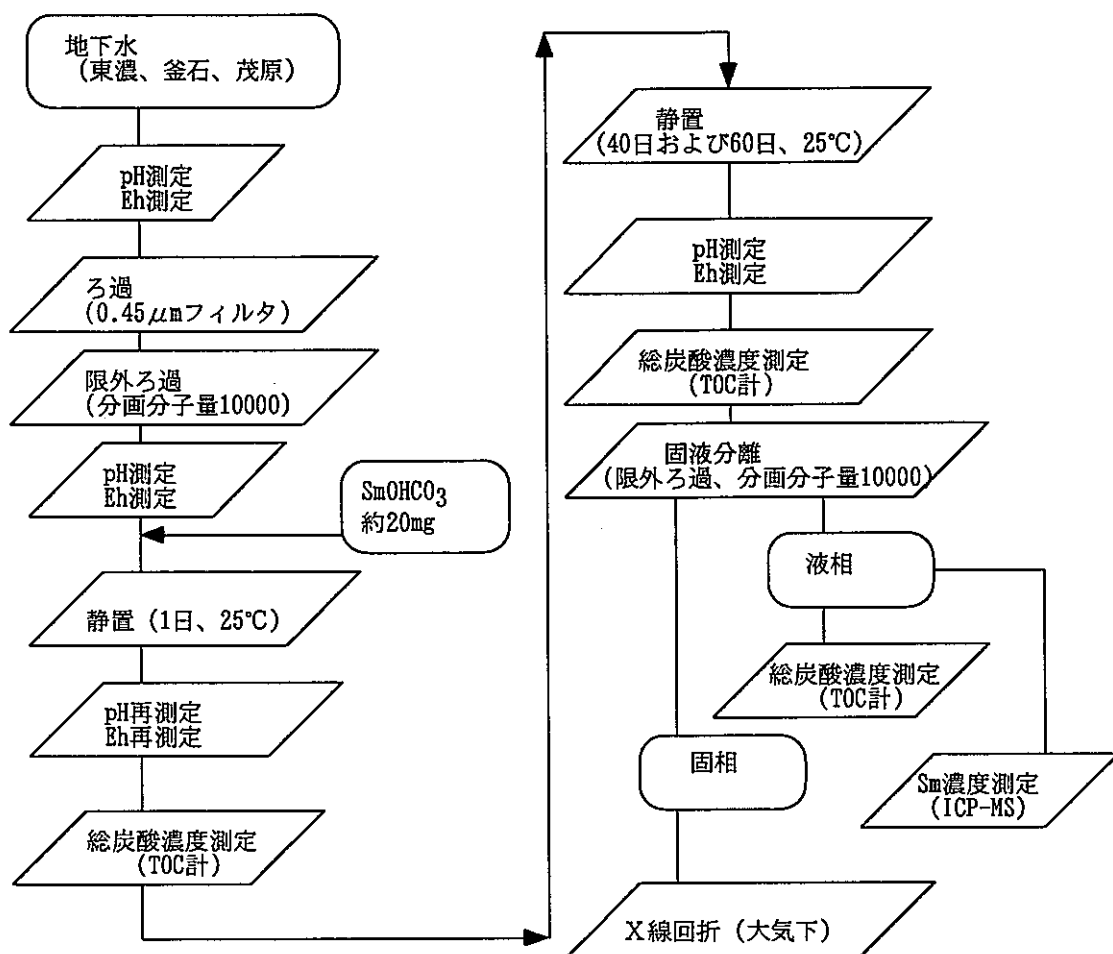 地下水
(東濃、釜石、茂原)
pH測定
Eh測定
ろ過
(0.45μmフィルタ)
限外ろ過
(分画分子量10000)
pH測定
Eh測定
SmOHCO3
約20mg
静置 (1日、25℃)
pH再測定
Eh再測定
総炭酸濃度測定
(TOC計)
静置
(40日および60日、25℃)
pH測定
Eh測定
総炭酸濃度測定
(TOC計)
固液分離
(限外ろ過、分画分子量10000)
液相
総炭酸濃度測定
(TOC計)
固相
Sm濃度測定
(ICP-MS)
X線回折 (大気下)